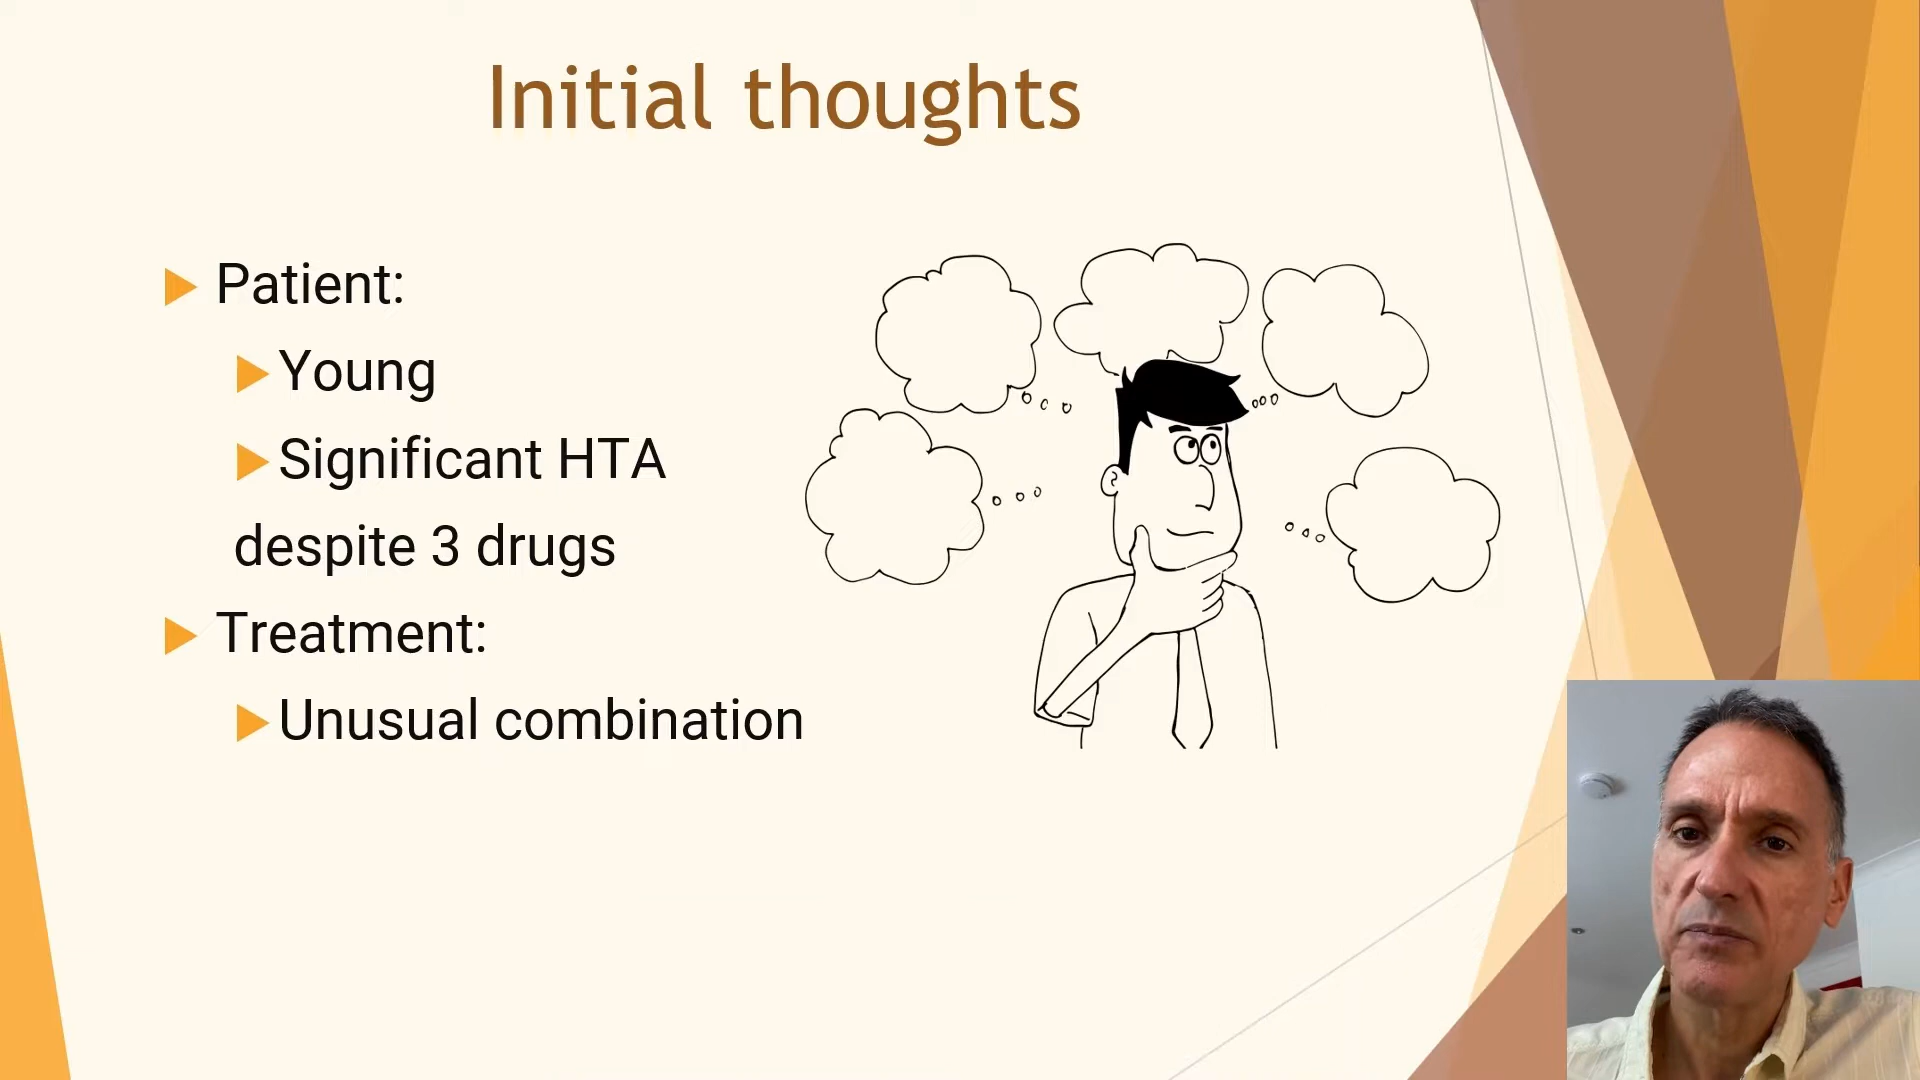 Initial thoughts
Patient:
Young
Significant HTA
despite 3 drugs
Treatment:
Unusual combination